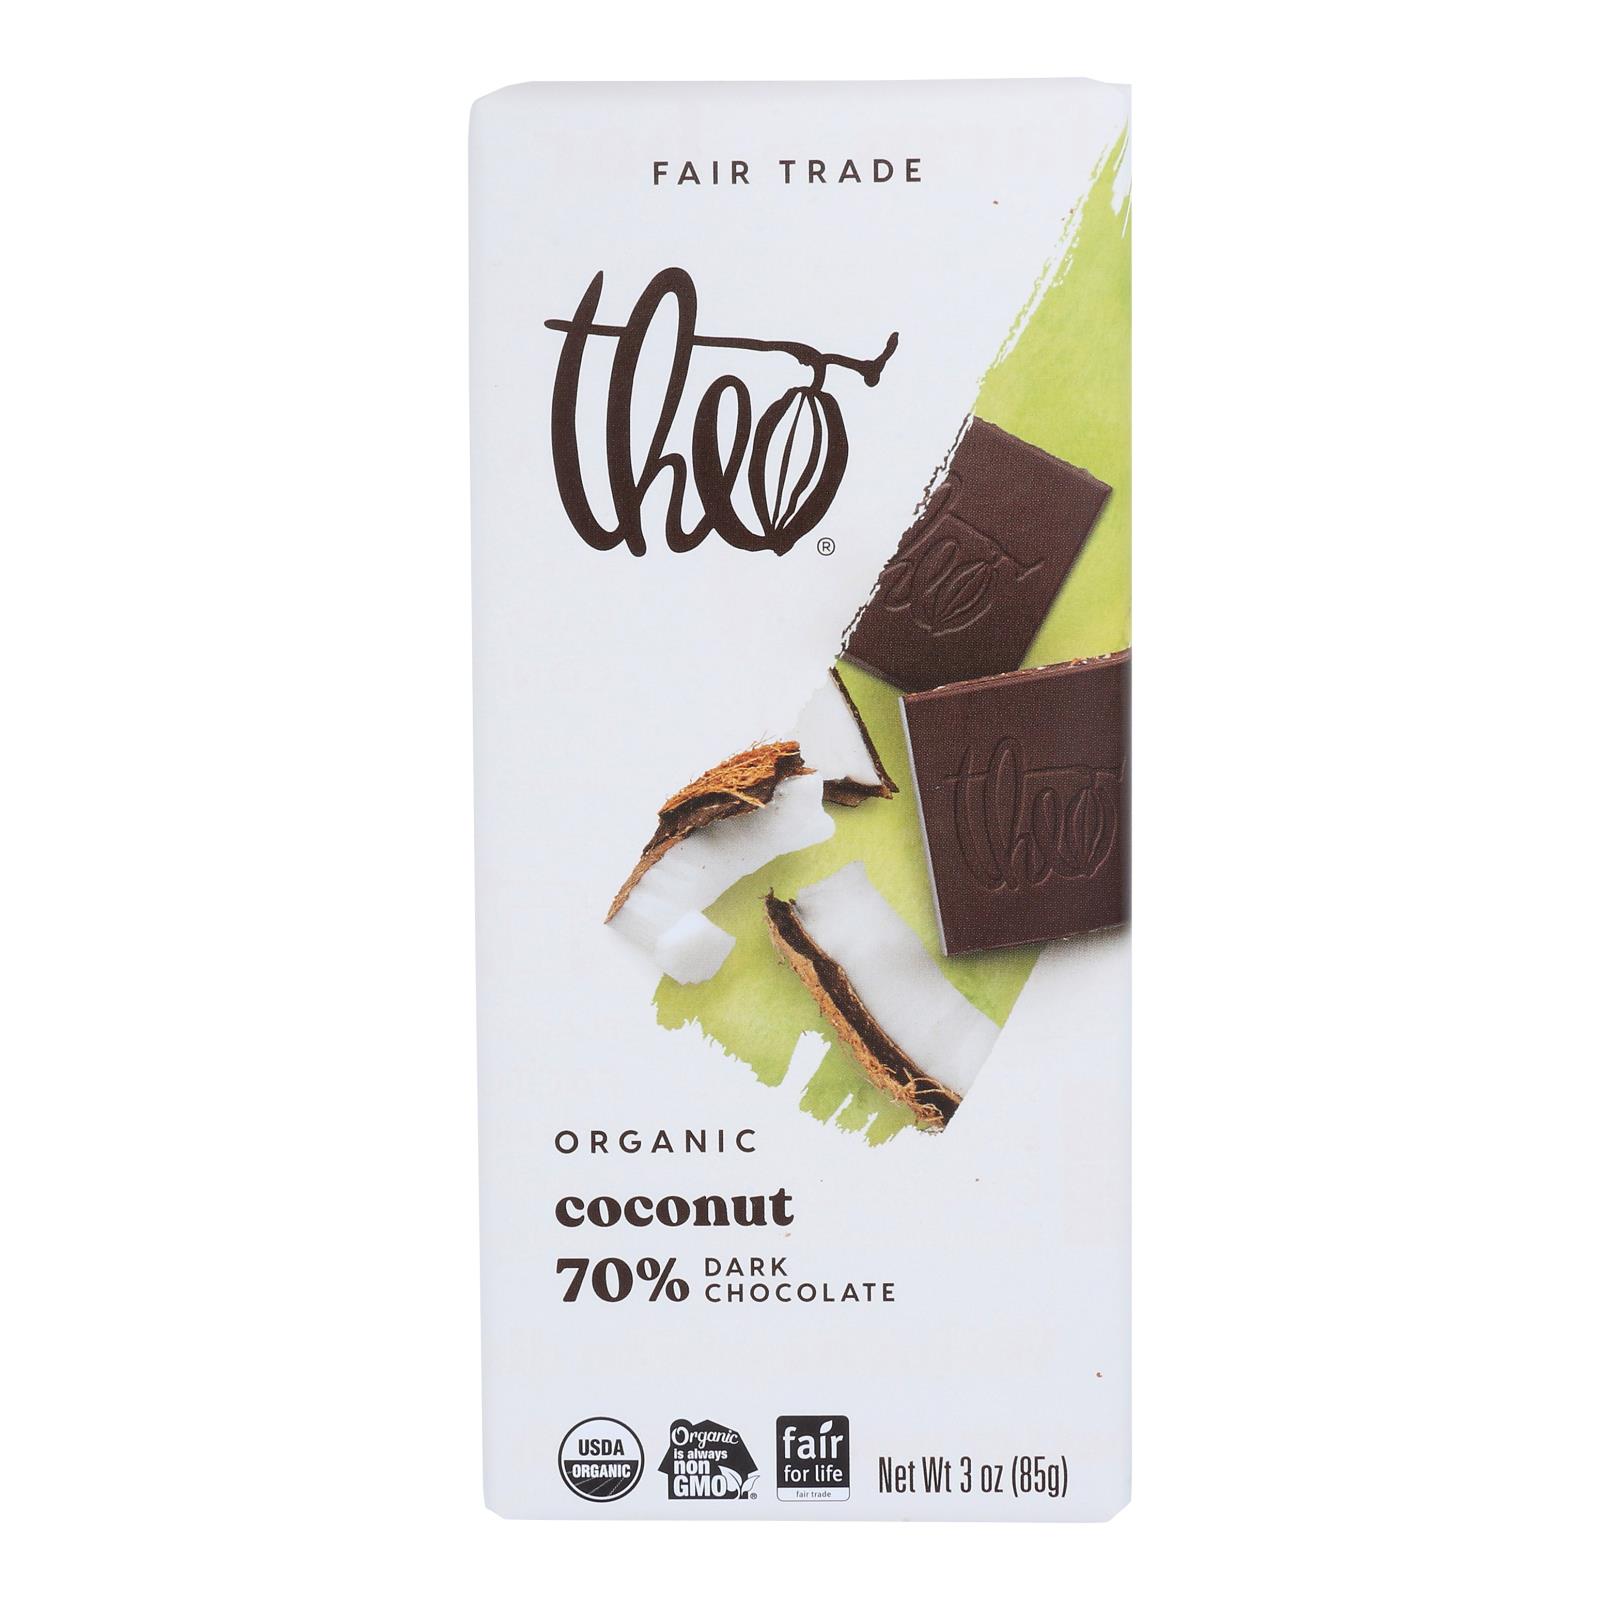 FAIR TRADE
theo
®
theo
ORGANIC
coconut
70% DARK
CHOCOLATE
USDA
ORGANIC
Organic
is always
non
GMO
®
fair
for life
fair trade
Net Wt 3 oz (85g)